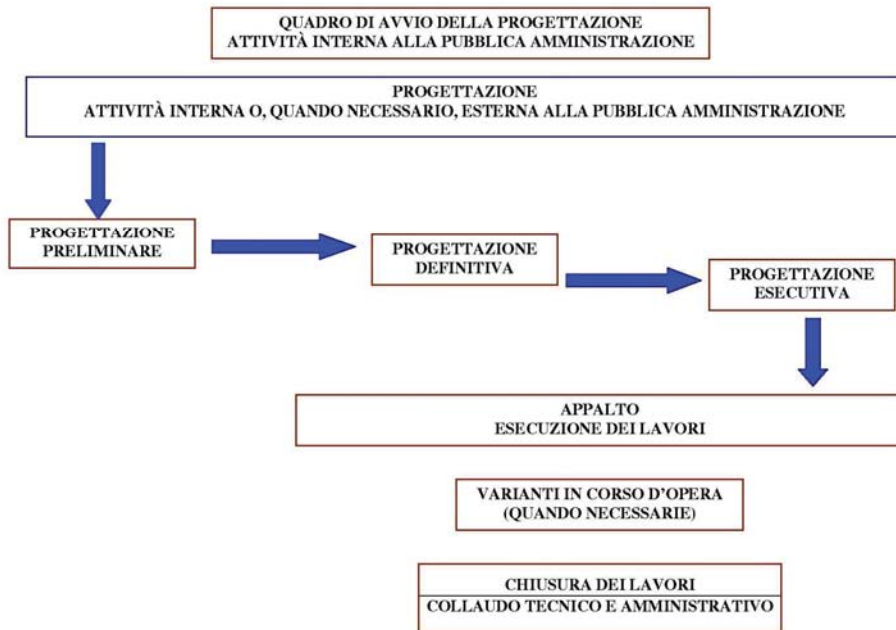 QUADRO DI AVVIO DELLA PROGETTAZIONE
ATTIVITÀ INTERNA ALLA PUBBLICA AMMINISTRAZIONE
PROGETTAZIONE
ATTIVITÀ INTERNA O, QUANDO NECESSARIO, ESTERNA ALLA PUBBLICA AMMINISTRAZIONE
PROGETTAZIONE
PRELIMINARE
PROGETTAZIONE
DEFINITIVA
PROGETTAZIONE
ESECUTIVA
APPALTO
ESECUZIONE DEI LAVORI
VARIANTI IN CORSO D'OPERA
(QUANDO NECESSARIE)
CHIUSURA DEI LAVORI
COLLAUDO TECNICO E AMMINISTRATIVO